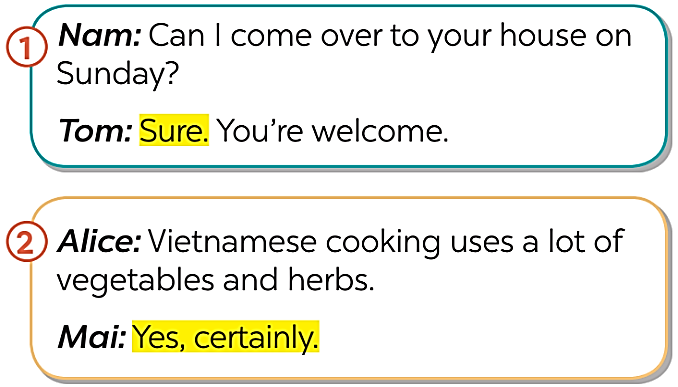 1
Nam: Can I come over to your house on
Sunday?
Tom: Sure. You’re welcome.
2
Alice: Vietnamese cooking uses a lot of
vegetables and herbs.
Mai: Yes, certainly.